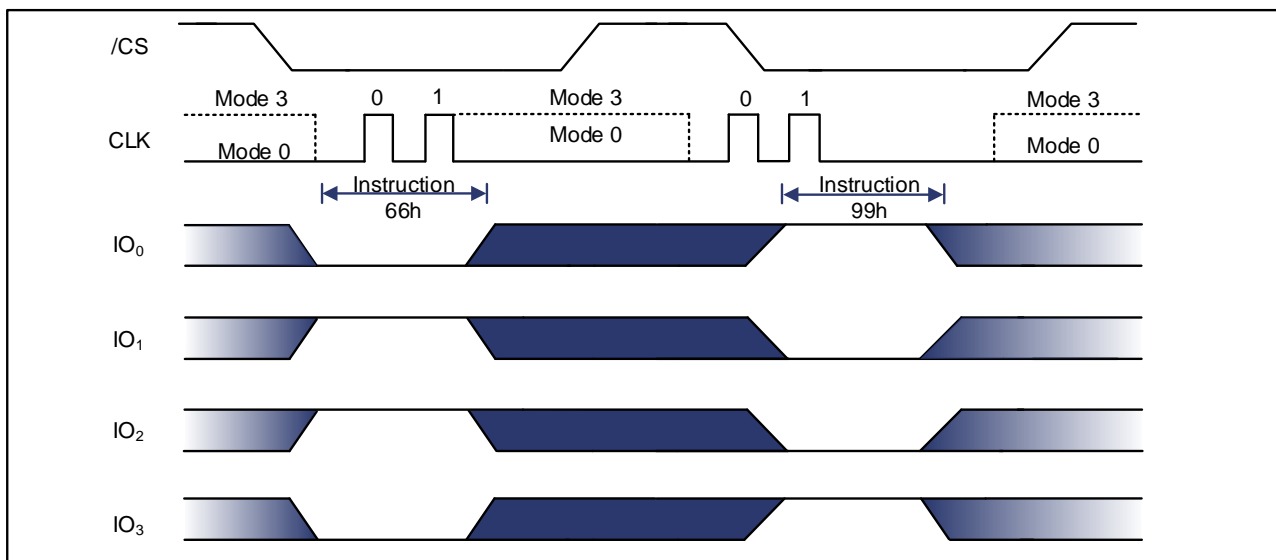 /CS
Mode 3 0 1 Mode 3 0 1 Mode 3
CLK
Mode 0 Mode 0 Mode 0
Instruction Instruction
66h 99h
IO₀
IO₁
IO₂
IO₃